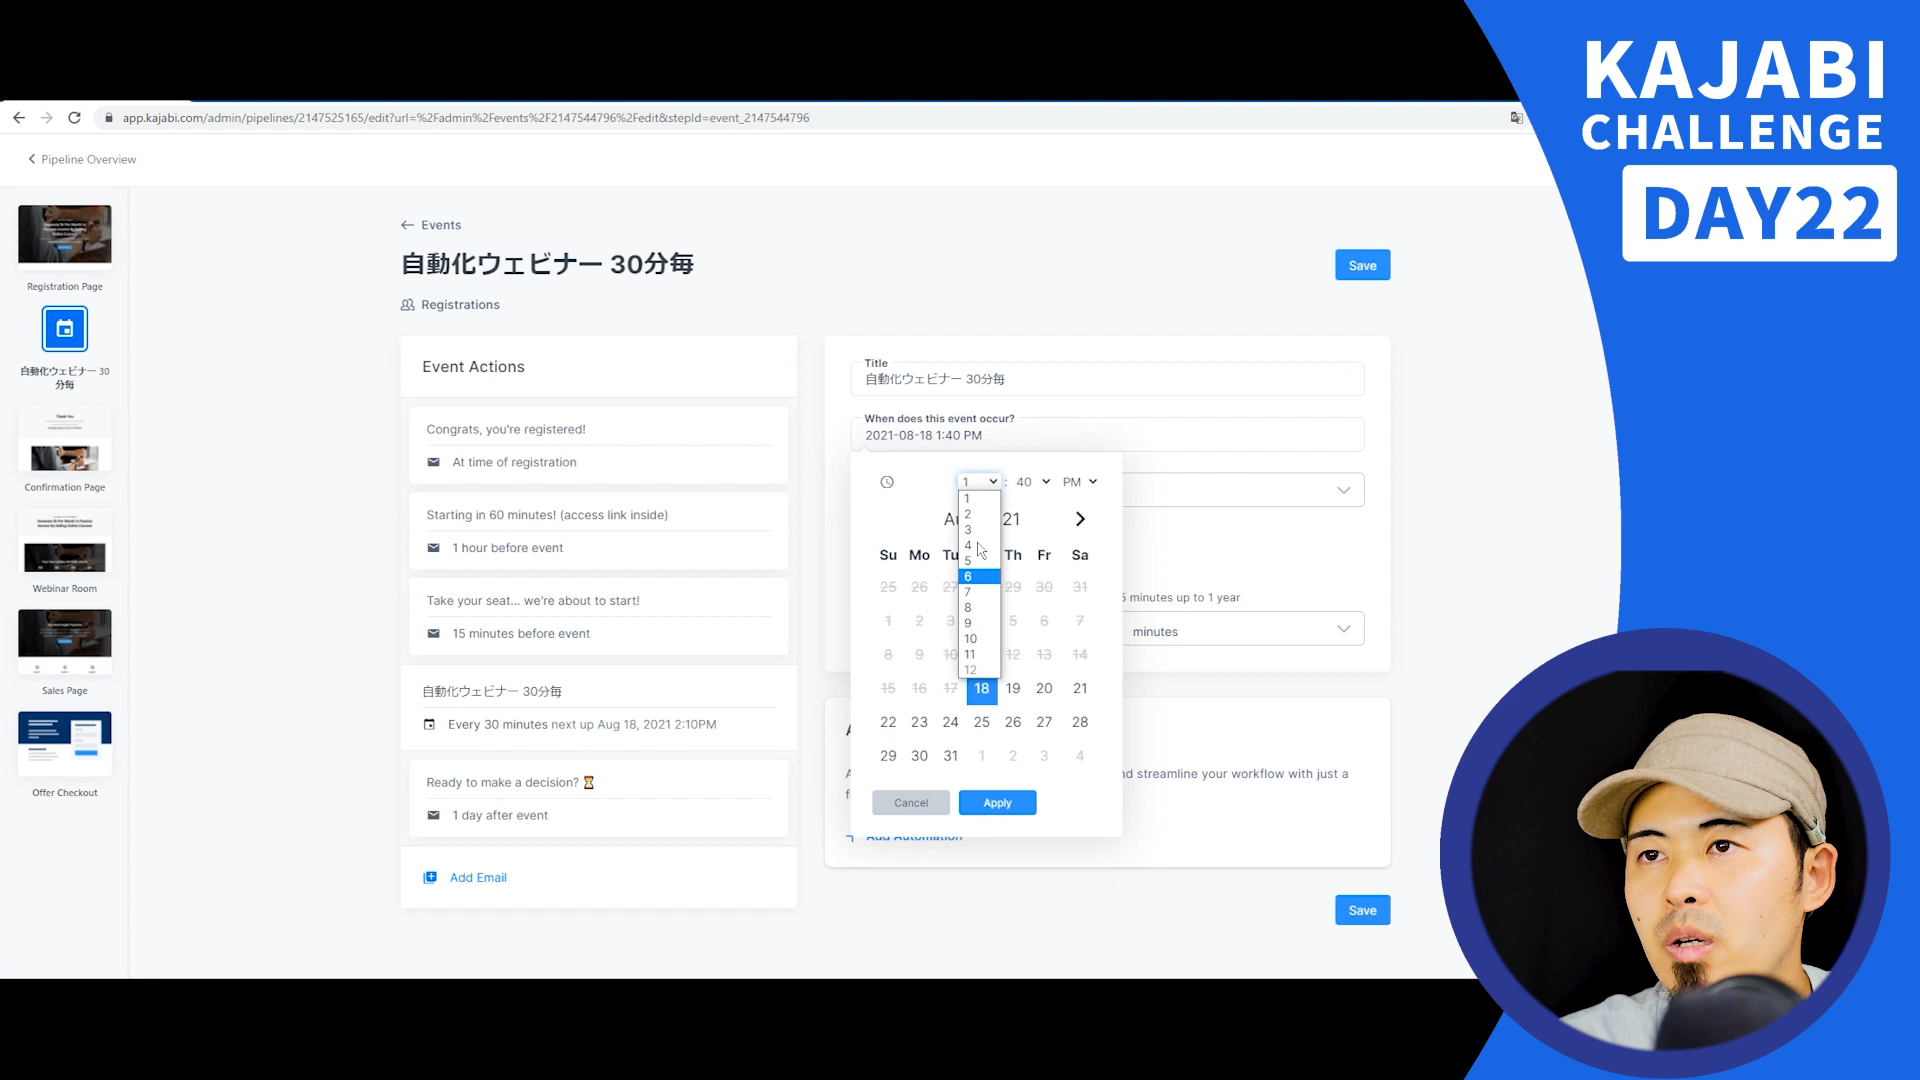 KAJABI
CHALLENGE
DAY22
app.kajabi.com/admin/pipelines/2147525165/edit?url=%2Fadmin%2Fevents%2F2147544796%2Fedit&stepId=event_2147544796
Pipeline Overview
Registration Page
自動化ウェビナー 30
分毎
Thank You
Confirmation Page
Webinar Room
Sales Page
Offer Checkout
Events
自動化ウェビナー 30分毎
Save
Registrations
Event Actions
Congrats, you're registered!
At time of registration
Starting in 60 minutes! (access link inside)
1 hour before event
Take your seat... we're about to start!
15 minutes before event
自動化ウェビナー 30分毎
Every 30 minutes next up Aug 18, 2021 2:10PM
Ready to make a decision? ⏳
1 day after event
Add Email
Title
自動化ウェビナー 30分毎
When does this event occur?
2021-08-18 1:40 PM
1 : 40 PM
1
2
3
4
5
6
7
8
9
10
11
12
Au 21
Su Mo Tu Th Fr Sa
25 26 27 29 30 31
1 2 3 5 6 7
8 9 10 12 13 14
15 16 17 18 19 20 21
22 23 24 25 26 27 28
29 30 31 1 2 3 4
Cancel Apply
5 minutes up to 1 year
minutes
nd streamline your workflow with just a
Add Automation
Save